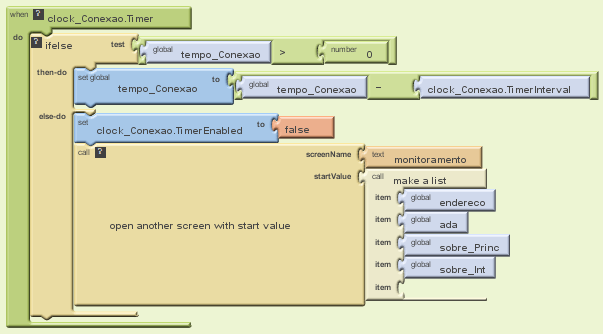 when clock_Conexao.Timer
do ifelse test global tempo_Conexao > number 0
then-do set global tempo_Conexao to global tempo_Conexao - clock_Conexao.TimerInterval
else-do set clock_Conexao.TimerEnabled to false
call open another screen with start value
screenName text monitoramento
startValue call make a list
item global endereco
item global ada
item global sobre_Princ
item global sobre_Int
item